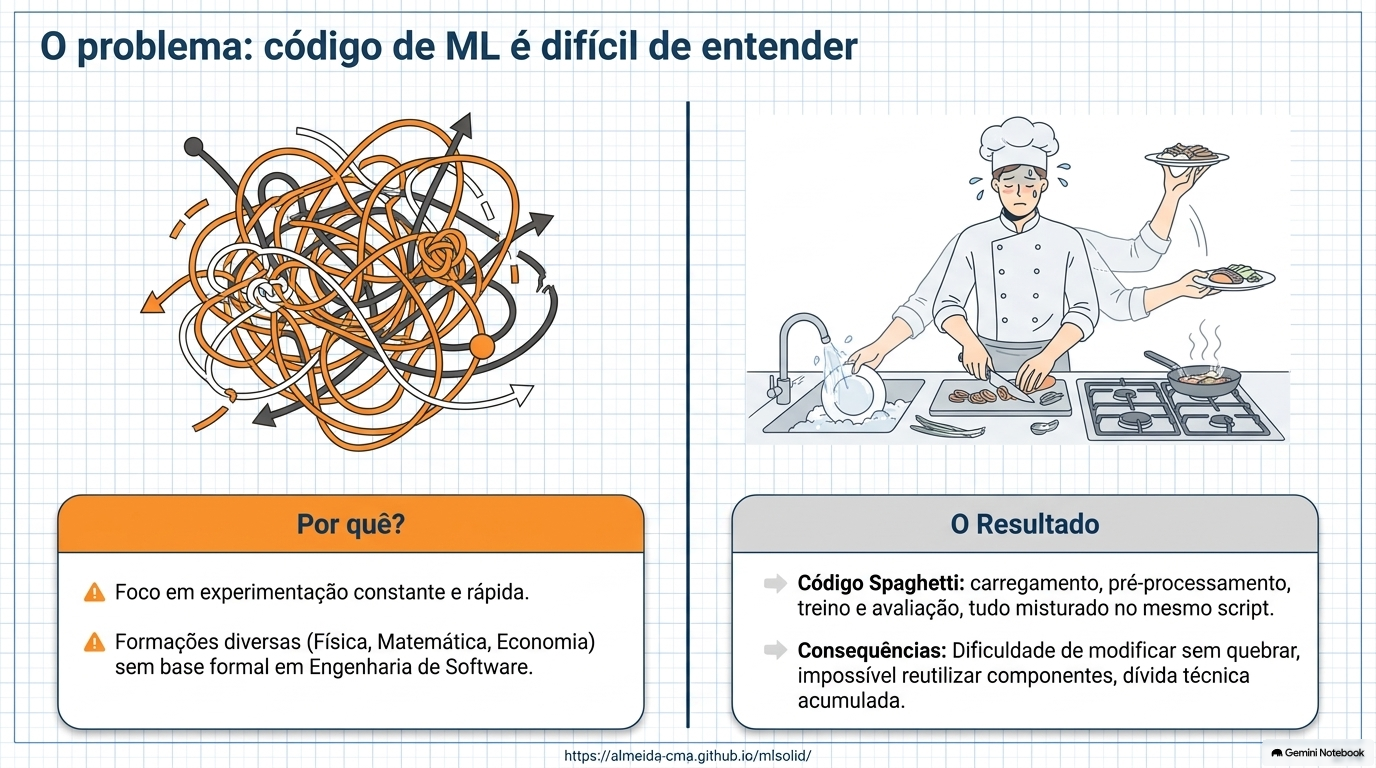 O problema: código de ML é difícil de entender
Por quê?
Foco em experimentação constante e rápida.
Formações diversas (Física, Matemática, Economia)
sem base formal em Engenharia de Software.
O Resultado
Código Spaghetti: carregamento, pré-processamento,
treino e avaliação, tudo misturado no mesmo script.
Consequências: Dificuldade de modificar sem quebrar,
impossível reutilizar componentes, dívida técnica
acumulada.
https://almeida-cma.github.io/mlsolid/
Gemini Notebook